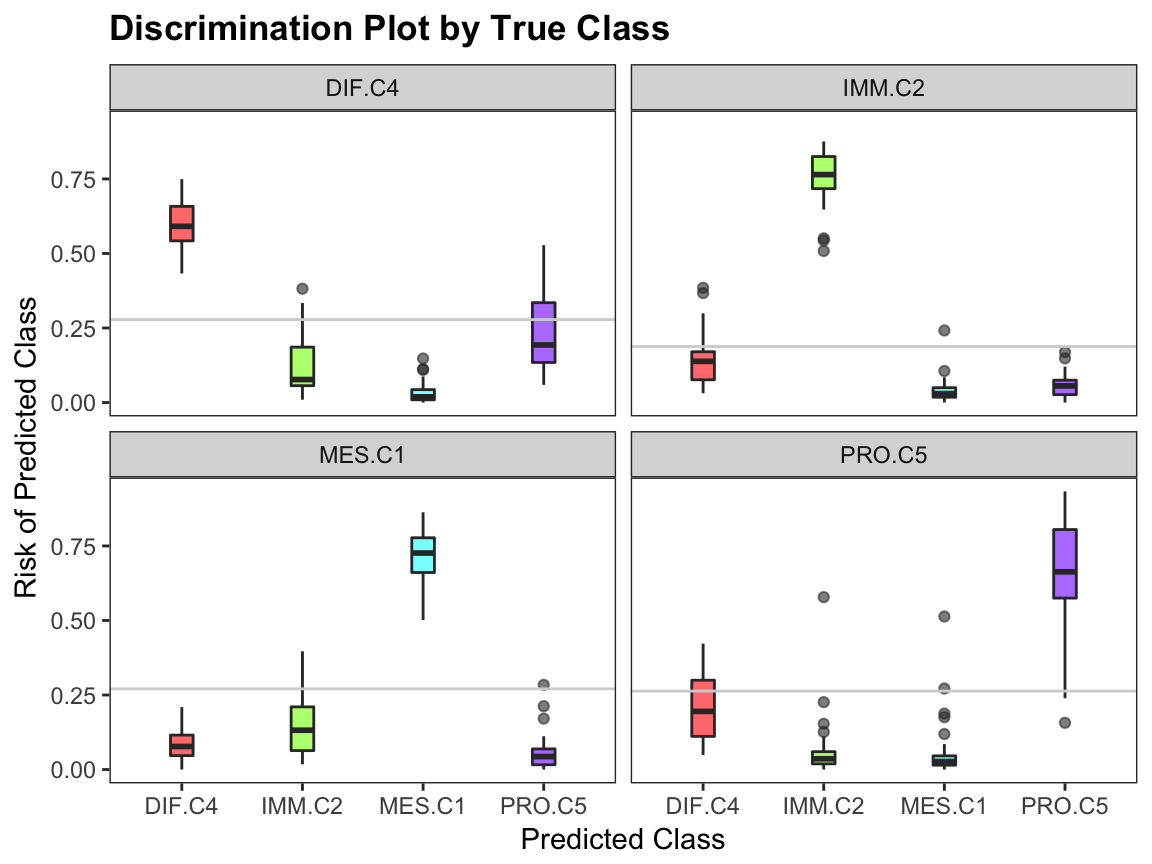 Discrimination Plot by True Class
DIF.C4
IMM.C2
0.75
0.50
0.25
0.00
MES.C1
PRO.C5
0.75
0.50
0.25
0.00
Risk of Predicted Class
DIF.C4 IMM.C2 MES.C1 PRO.C5
DIF.C4 IMM.C2 MES.C1 PRO.C5
Predicted Class